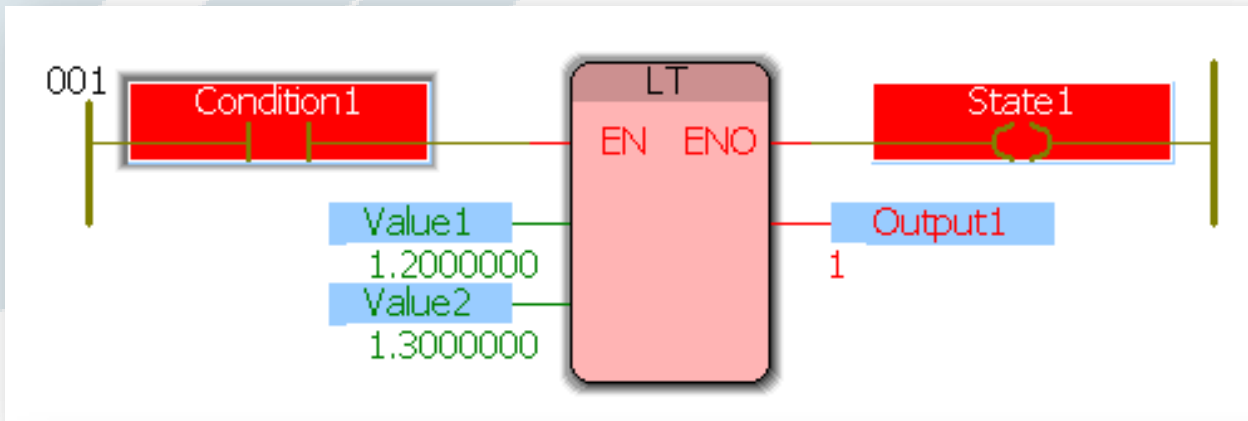 001
Condition1
LT
State1
EN ENO
Value1
Output1
1.2000000
1
Value2
1.3000000